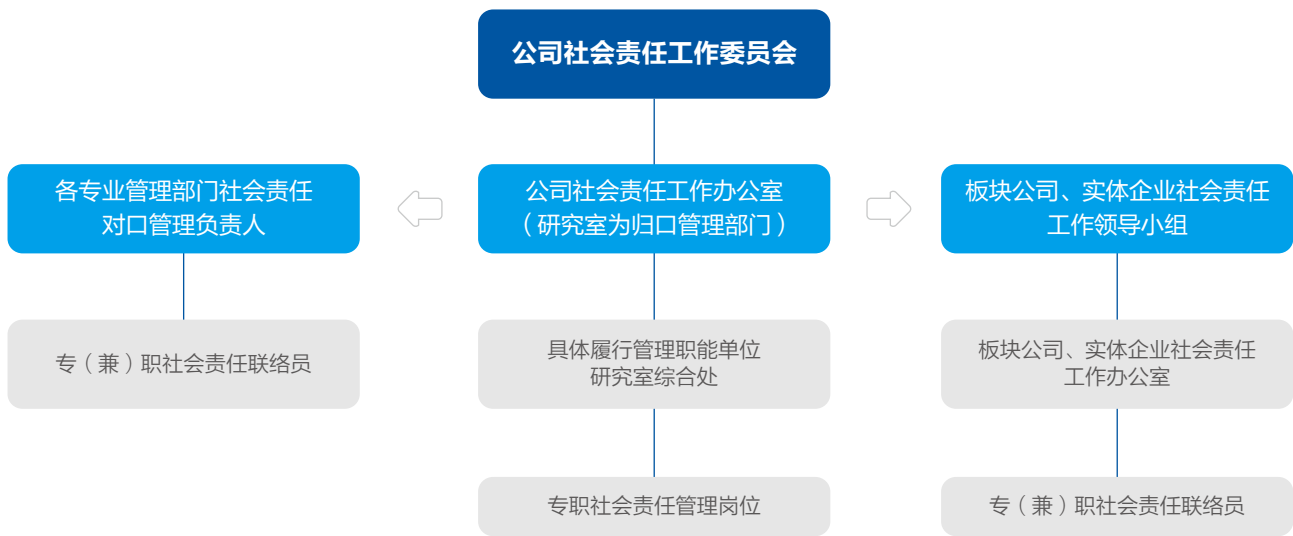 公司社会责任工作委员会
各专业管理部门社会责任
对口管理负责人
公司社会责任工作办公室
（研究室为归口管理部门）
板块公司、实体企业社会责任
工作领导小组
专（兼）职社会责任联络员
具体履行管理职能单位
研究室综合处
板块公司、实体企业社会责任
工作办公室
专职社会责任管理岗位
专（兼）职社会责任联络员